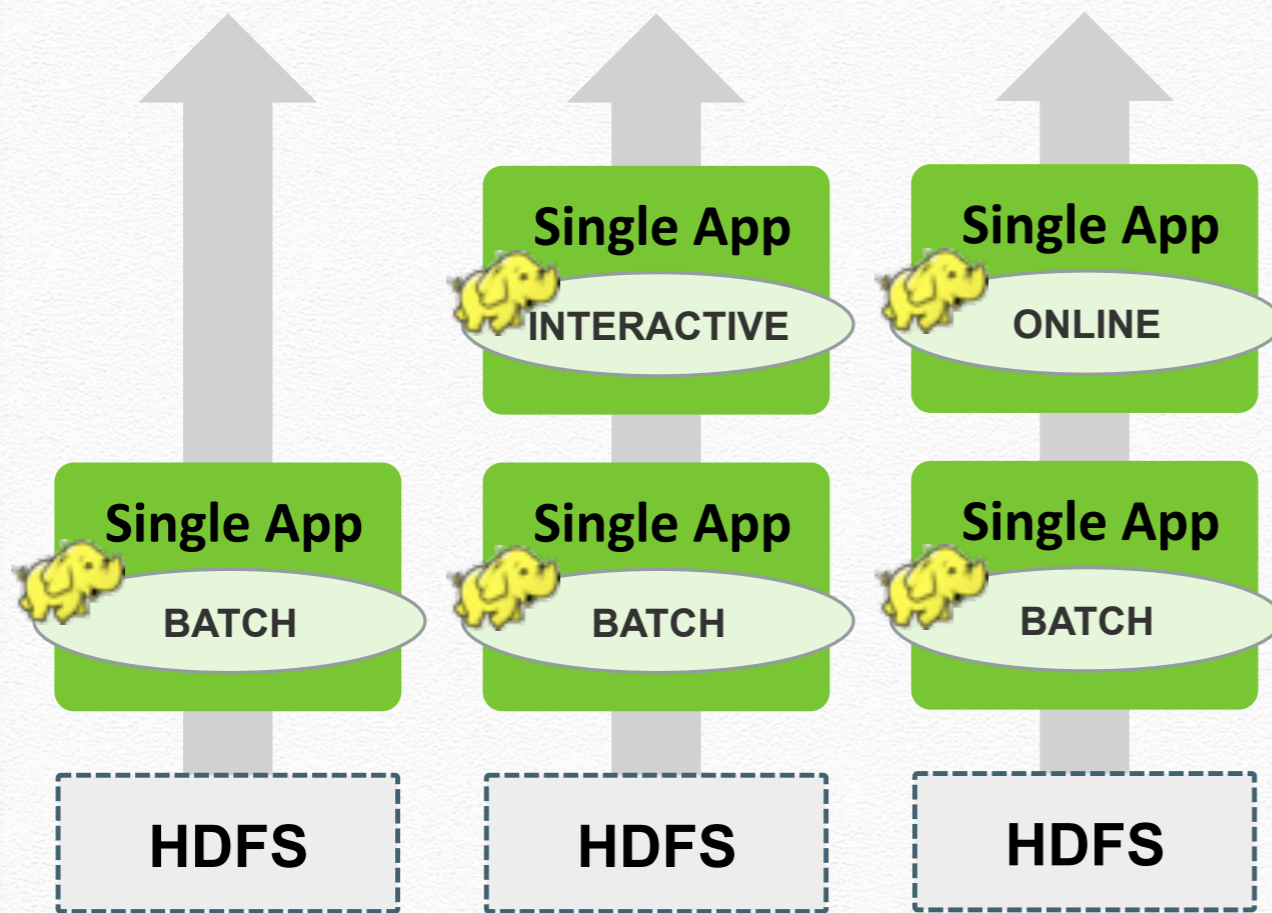 Single App
INTERACTIVE
Single App
ONLINE
Single App
BATCH
Single App
BATCH
Single App
BATCH
HDFS
HDFS
HDFS